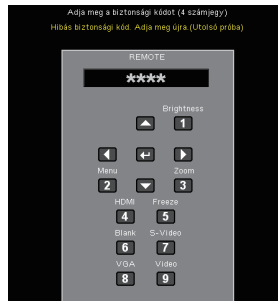 Adja meg a biztonsági kódot (4 számjegy)
Hibás biztonsági kód. Adja meg újra.(Utolsó próba)
REMOTE
****
Brightness
1
Menu
Zoom
2
3
HDMI
Freeze
4
5
Blank
S-Video
6
7
VGA
Video
8
9